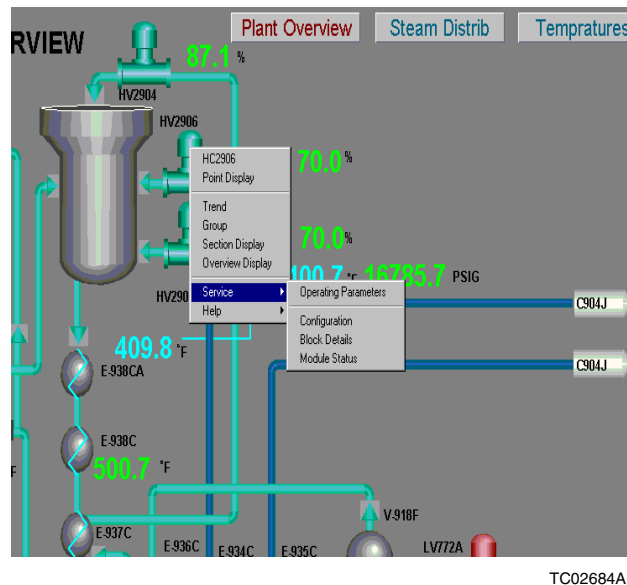 RVIEW
Plant Overview
Steam Distrib
Tempratures
87.1 %
HV2904
HV2906
HC2906
Point Display
70.0 %
Trend
Group
Section Display
Overview Display
70.0 %
100.7 °F
16785.7 PSIG
HV290
Service
Help
Operating Parameters
Configuration
Block Details
Module Status
C904J
409.8 °F
C904J
E-938CA
E-938C
500.7 °F
F
V-918F
E-937C
E-936C
E-934C
E-935C
LV772A
TC02684A